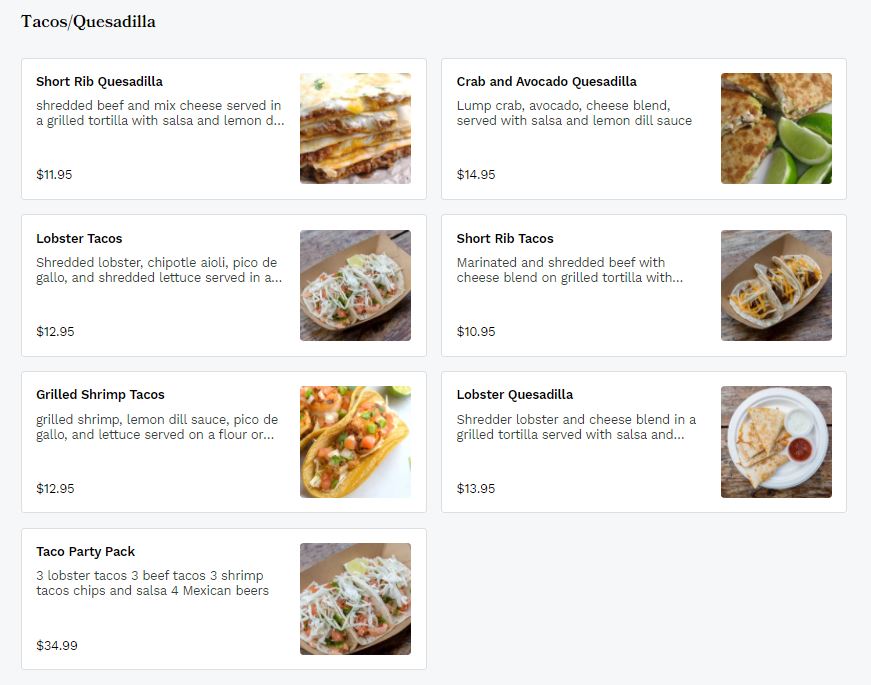 Tacos/Quesadilla
Short Rib Quesadilla
shredded beef and mix cheese served in
a grilled tortilla with salsa and lemon d...
$11.95
Crab and Avocado Quesadilla
Lump crab, avocado, cheese blend,
served with salsa and lemon dill sauce
$14.95
Lobster Tacos
Shredded lobster, chipotle aioli, pico de
gallo, and shredded lettuce served in a...
$12.95
Short Rib Tacos
Marinated and shredded beef with
cheese blend on grilled tortilla with...
$10.95
Grilled Shrimp Tacos
grilled shrimp, lemon dill sauce, pico de
gallo, and lettuce served on a flour or...
$12.95
Lobster Quesadilla
Shredder lobster and cheese blend in a
grilled tortilla served with salsa and...
$13.95
Taco Party Pack
3 lobster tacos 3 beef tacos 3 shrimp
tacos chips and salsa 4 Mexican beers
$34.99